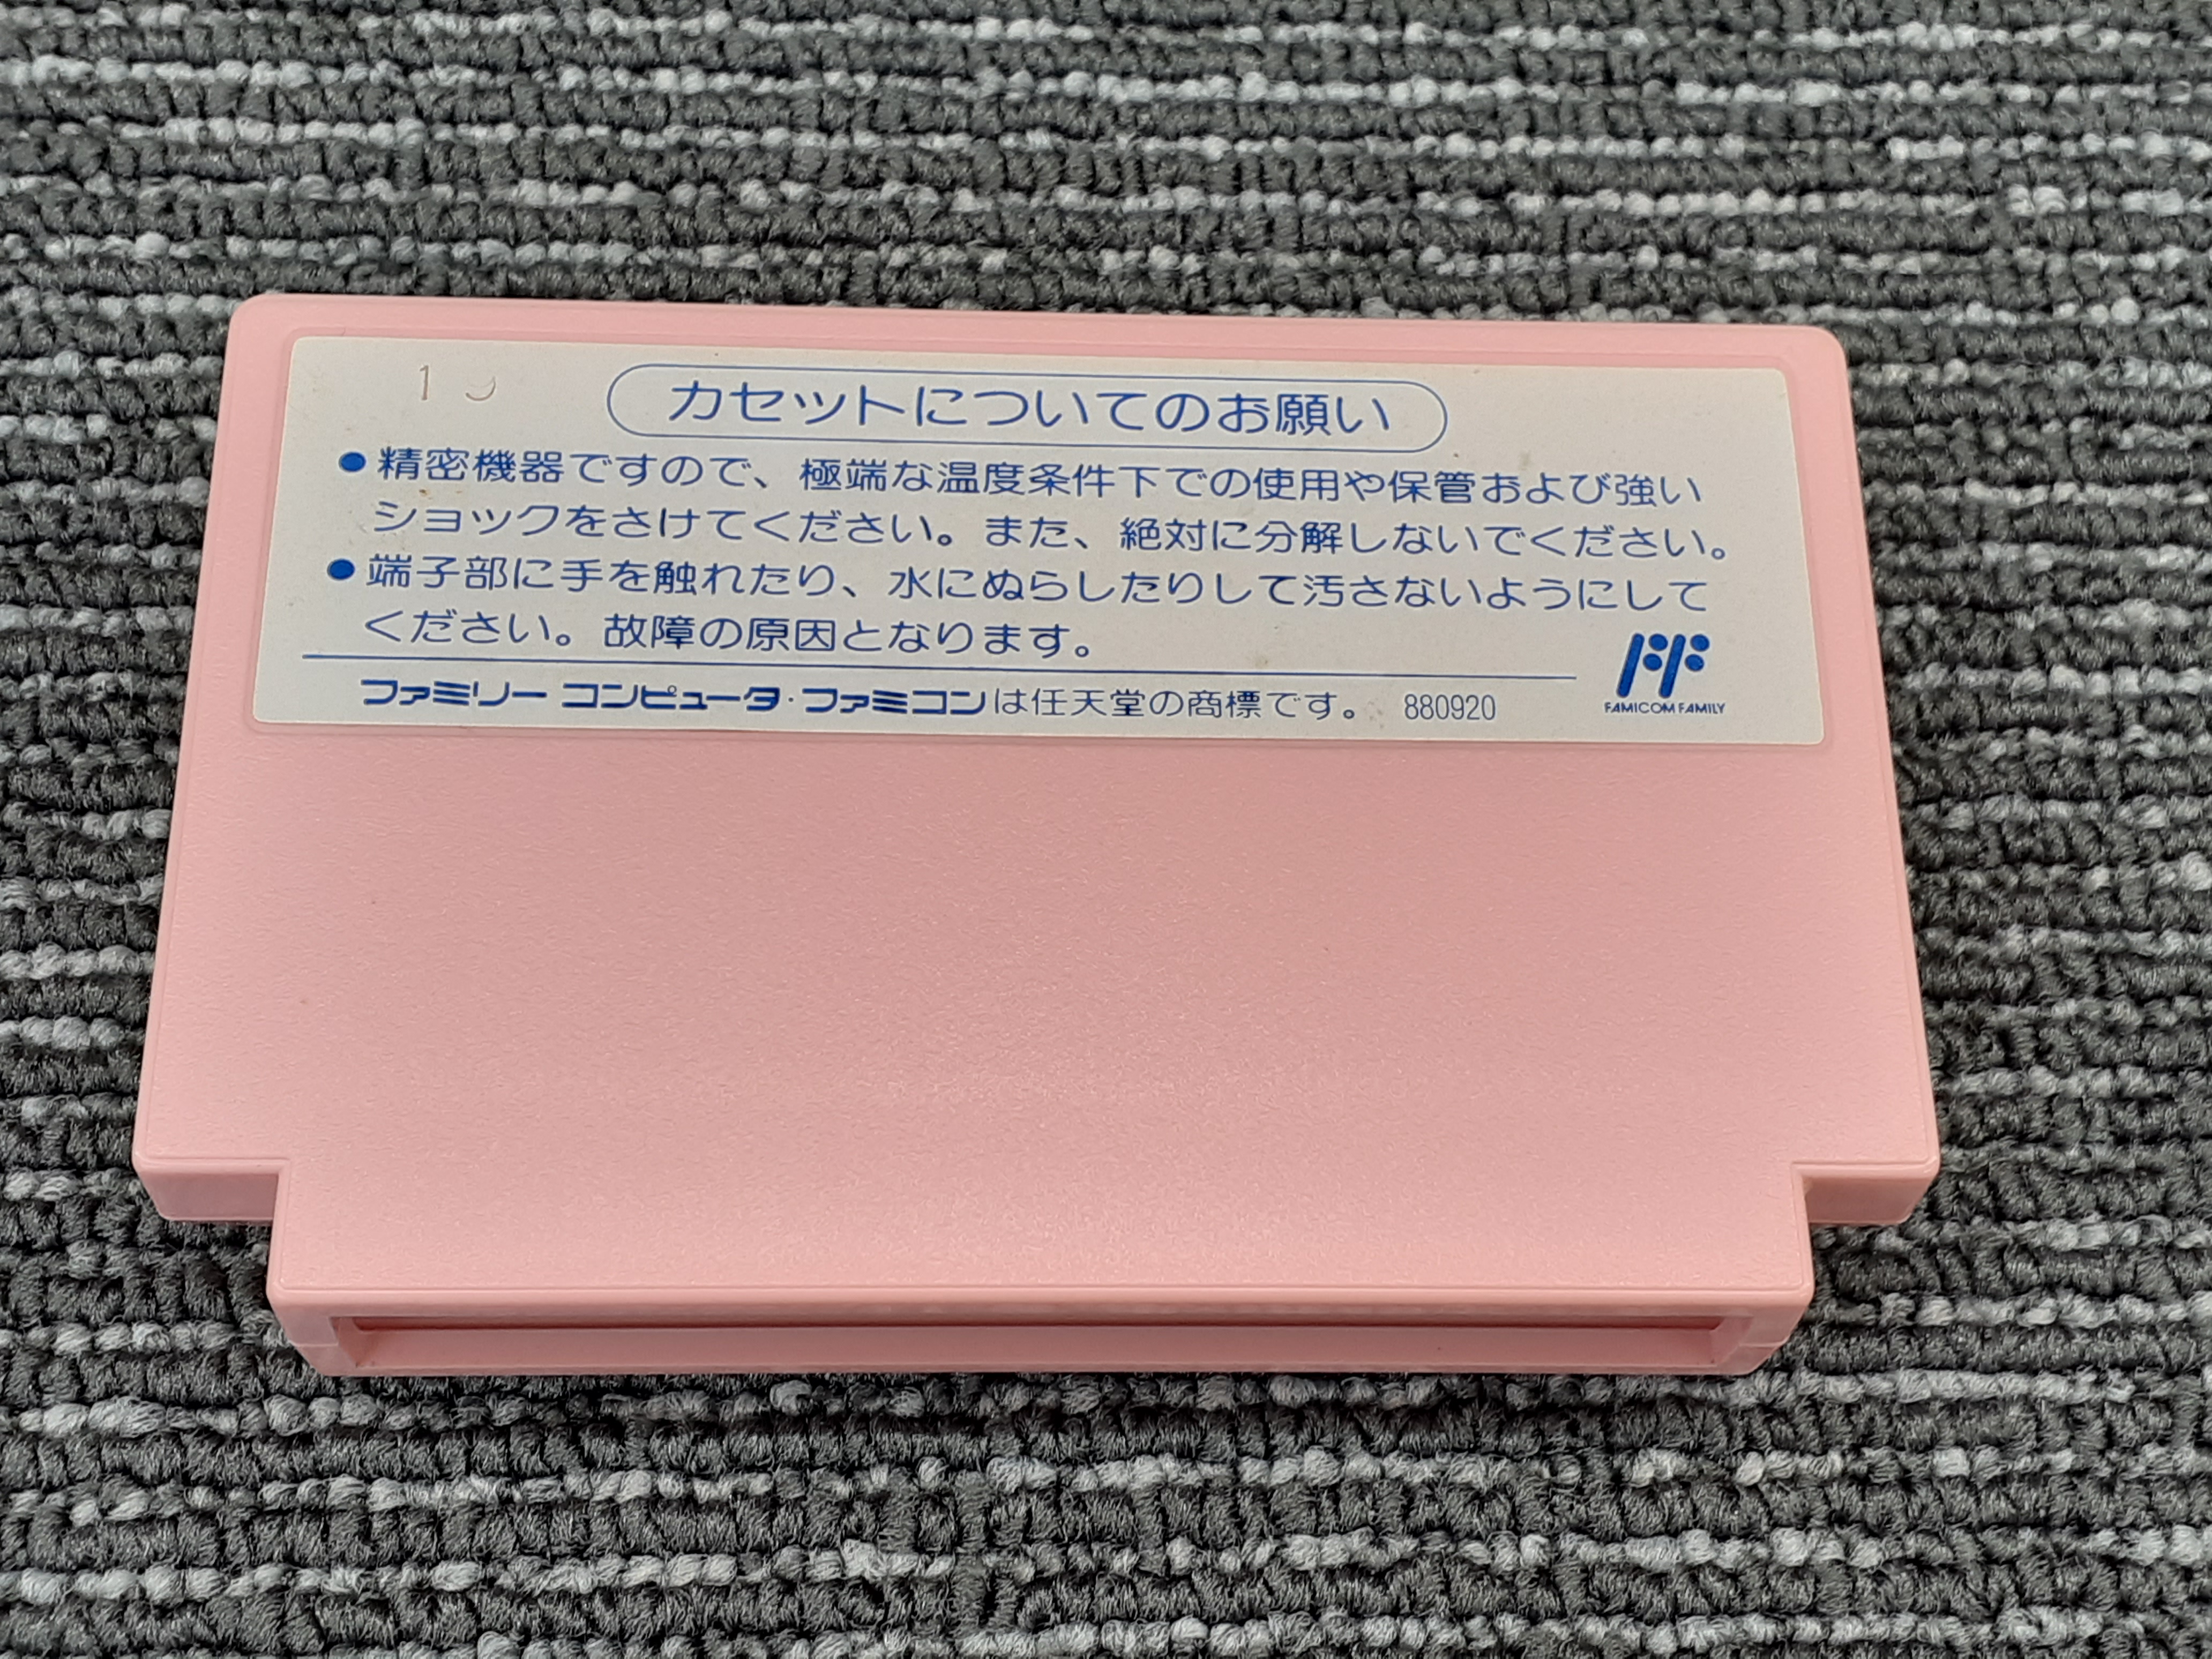 カセットについてのお願い
●精密機器ですので、極端な温度条件下での使用や保管および強い
ショックをさけてください。また、絶対に分解しないでください。
●端子部に手を触れたり、水にぬらしたりして汚さないようにして
ください。故障の原因となります。
ファミリー コンピュータ・ファミコンは任天堂の商標です。 880920
FAMICOM FAMILY